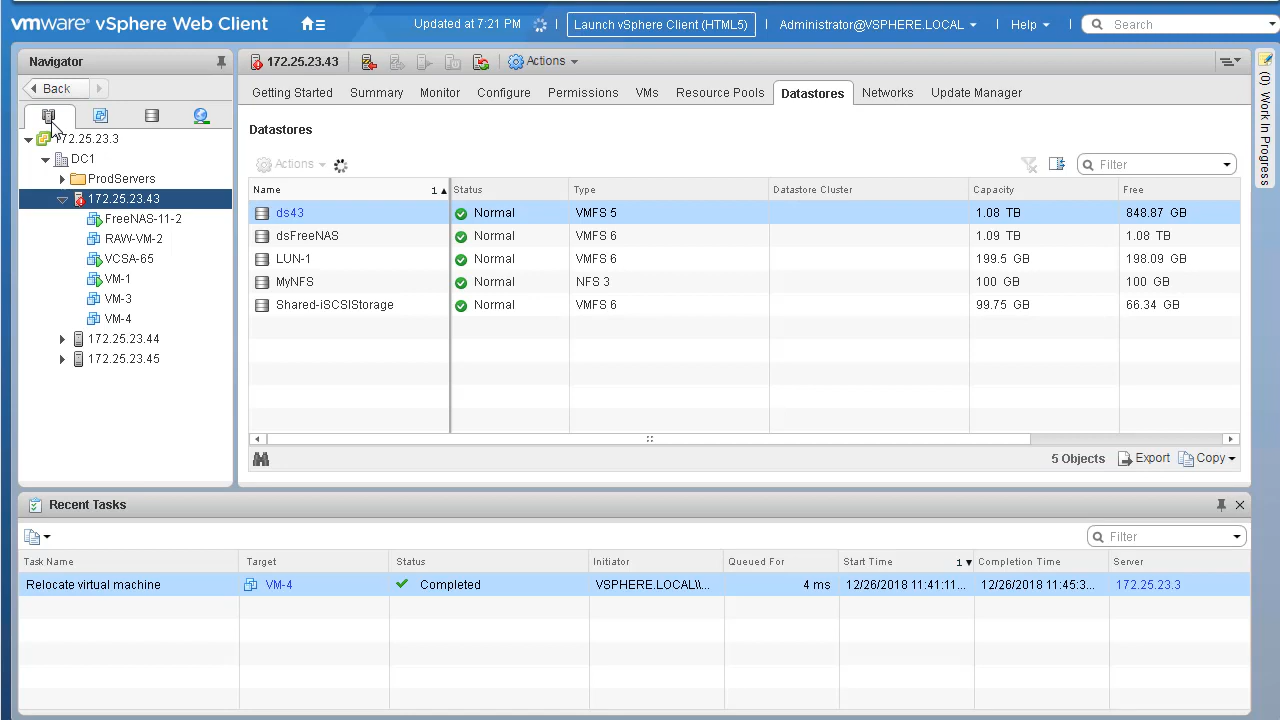 vmware® vSphere Web Client
Updated at 7:21 PM
Launch vSphere Client (HTML5)
Administrator@VSPHERE.LOCAL
Help
Search
Navigator
Back
172.25.23.3
DC1
ProdServers
172.25.23.43
FreeNAS-11-2
RAW-VM-2
VCSA-65
VM-1
VM-3
VM-4
172.25.23.44
172.25.23.45
172.25.23.43
Actions
Getting Started Summary Monitor Configure Permissions VMs Resource Pools Datastores Networks Update Manager
Datastores
Actions
Filter
Name 1 Status Type Datastore Cluster Capacity Free
ds43 Normal VMFS 5 1.08 TB 848.87 GB
dsFreeNAS Normal VMFS 6 1.09 TB 1.08 TB
LUN-1 Normal VMFS 6 199.5 GB 198.09 GB
MyNFS Normal NFS 3 100 GB 100 GB
Shared-iSCSIStorage Normal VMFS 6 99.75 GB 66.34 GB
5 Objects Export Copy
(0) Work In Progress
Recent Tasks
Filter
Task Name Target Status Initiator Queued For Start Time 1 Completion Time Server
Relocate virtual machine VM-4 Completed VSPHERE.LOCAL\\... 4 ms 12/26/2018 11:41:11... 12/26/2018 11:45:3... 172.25.23.3